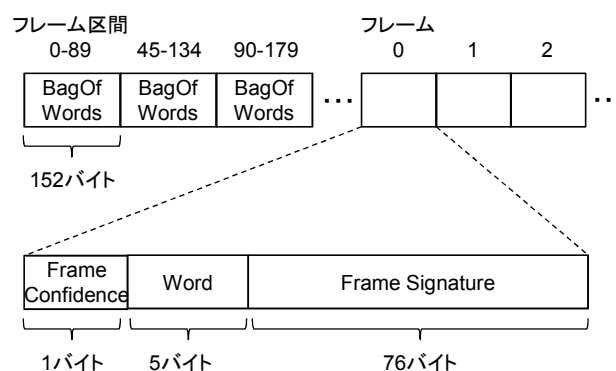 フレーム区間
フレーム
0-89 45-134 90-179 0 1 2
BagOf BagOf BagOf
Words Words Words ... ..
152バイト
Frame
Confidence Word Frame Signature
1バイト 5バイト 76バイト